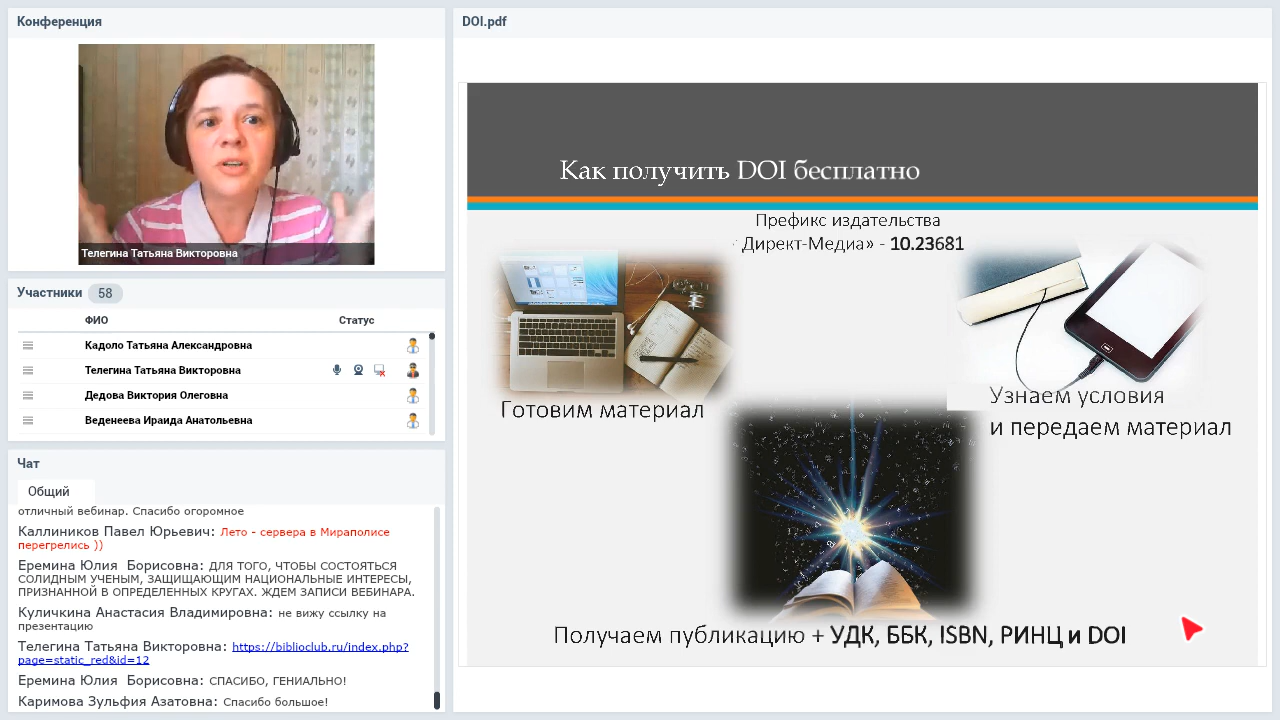 Конференция
Телегина Татьяна Викторовна
Участники 58
ФИО Статус
Кадоло Татьяна Александровна
Телегина Татьяна Викторовна
Дедова Виктория Олеговна
Веденеева Ираида Анатольевна
Чат
Общий
отличный вебинар. Спасибо огоромное
Каллиников Павел Юрьевич: Лето - сервера в Мираполисе
перегрелись ))
Еремина Юлия Борисовна: ДЛЯ ТОГО, ЧТОБЫ СОСТОЯТЬСЯ
СОЛИДНЫМ УЧЕНЫМ, ЗАЩИЩАЮЩИМ НАЦИОНАЛЬНЫЕ ИНТЕРЕСЫ,
ПРИЗНАННОЙ В ОПРЕДЕЛЕННЫХ КРУГАХ. ЖДЕМ ЗАПИСИ ВЕБИНАРА.
Куличкина Анастасия Владимировна: не вижу ссылку на
презентацию
Телегина Татьяна Викторовна: https://biblioclub.ru/index.php?
page=static_red&id=12
Еремина Юлия Борисовна: СПАСИБО, ГЕНИАЛЬНО!
Каримова Зульфия Азатовна: Спасибо большое!
DOI.pdf
Как получить DOI бесплатно
Префикс издательства
Директ-Медиа» - 10.23681
Готовим материал
Узнаем условия
и передаем материал
Получаем публикацию + УДК, ББК, ISBN, РИНЦ и DOI